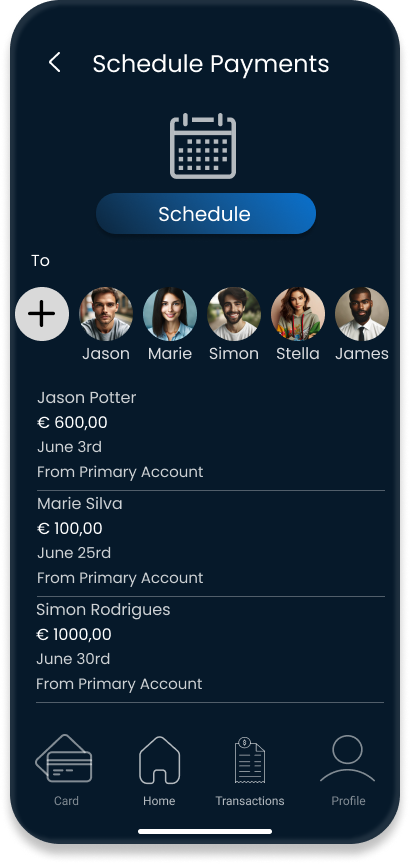 Schedule Payments
Schedule
To
Jason Marie Simon Stella James
Jason Potter
€ 600,00
June 3rd
From Primary Account
Marie Silva
€ 100,00
June 25rd
From Primary Account
Simon Rodrigues
€ 1000,00
June 30rd
From Primary Account
Card Home Transactions Profile